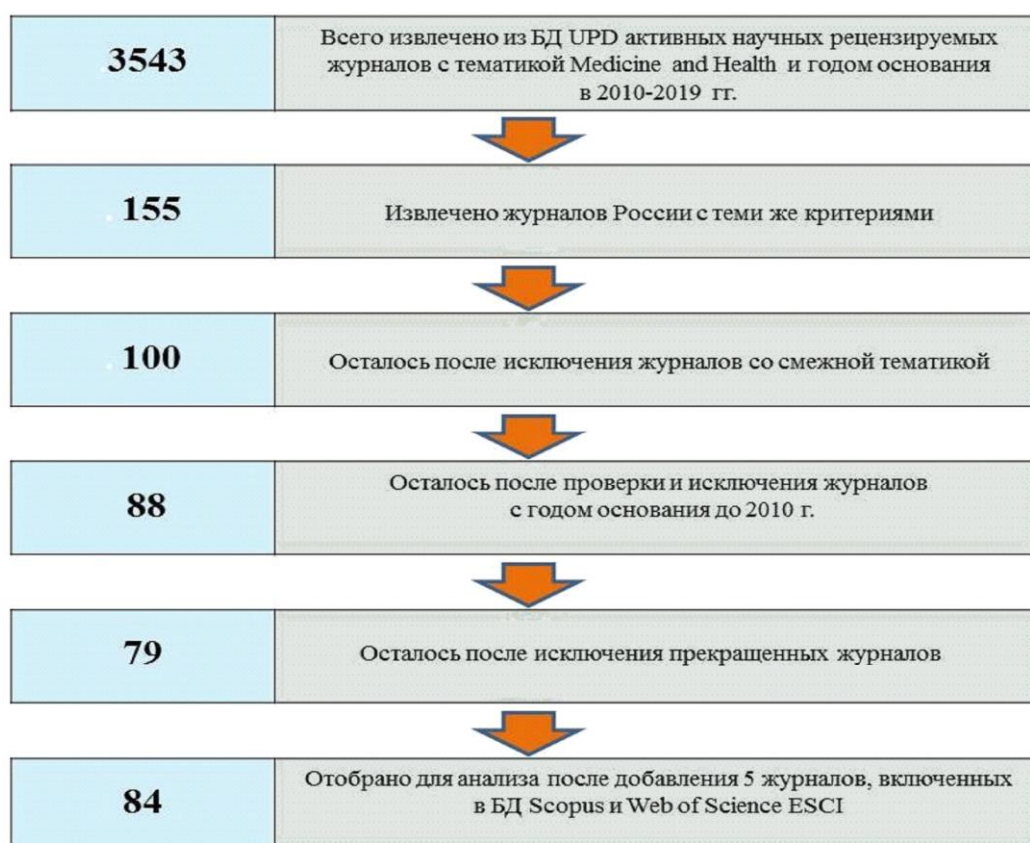 3543
Всего извлечено из БД UPD активных научных рецензируемых
журналов с тематикой Medicine and Health и годом основания
в 2010-2019 гг.
155
Извлечено журналов России с теми же критериями
100
Осталось после исключения журналов со смежной тематикой
88
Осталось после проверки и исключения журналов
с годом основания до 2010 г.
79
Осталось после исключения прекращенных журналов
84
Отобрано для анализа после добавления 5 журналов, включенных
в БД Scopus и Web of Science ESCI